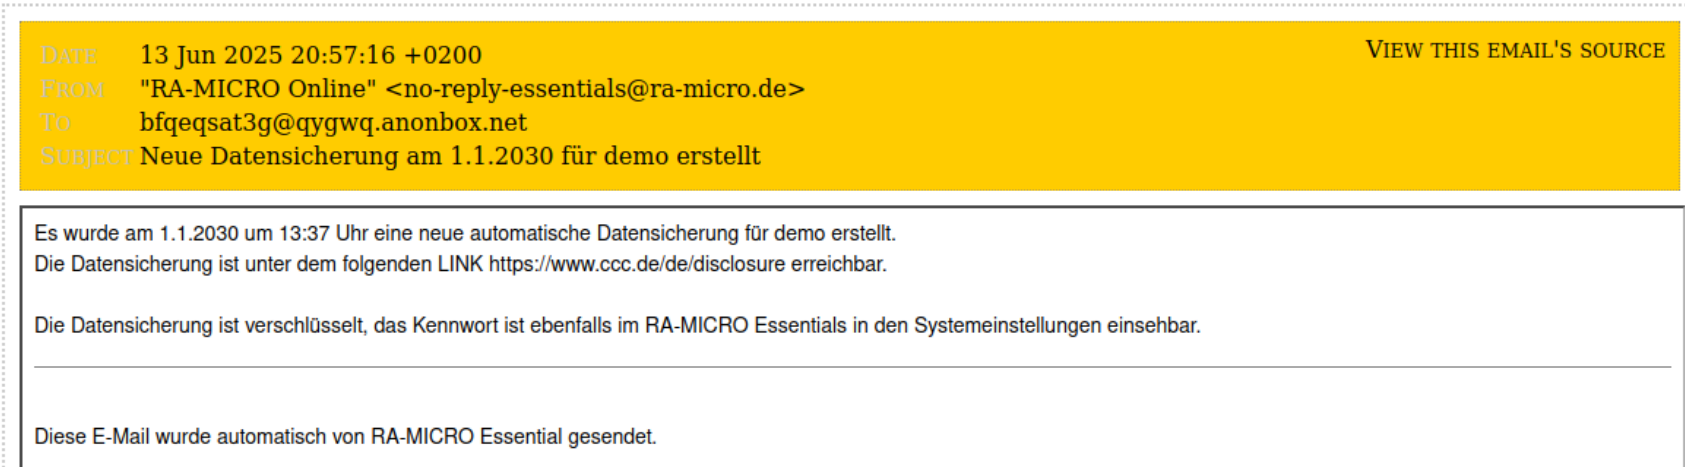 DATE 13 Jun 2025 20:57:16 +0200
VIEW THIS EMAIL'S SOURCE
FROM "RA-MICRO Online" <no-reply-essentials@ra-micro.de>
TO bfqeqsat3g@qygwq.anonbox.net
SUBJECT Neue Datensicherung am 1.1.2030 für demo erstellt
Es wurde am 1.1.2030 um 13:37 Uhr eine neue automatische Datensicherung für demo erstellt.
Die Datensicherung ist unter dem folgenden LINK https://www.ccc.de/de/disclosure erreichbar.
Die Datensicherung ist verschlüsselt, das Kennwort ist ebenfalls im RA-MICRO Essentials in den Systemeinstellungen einsehbar.
Diese E-Mail wurde automatisch von RA-MICRO Essential gesendet.